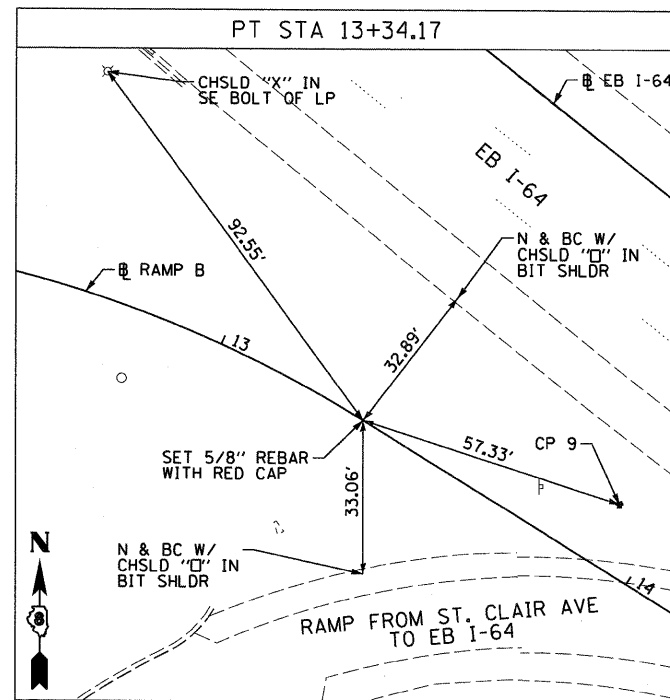 PT STA 13+34.17
CHSLD "X" IN
SE BOLT OF LP
℄ EB I-64
EB I-64
92.55'
N & BC W/
CHSLD "□" IN
BIT SHLDR
℄ RAMP B
13
32.89'
SET 5/8" REBAR
WITH RED CAP
57.33'
CP 9
33.06'
N & BC W/
CHSLD "□" IN
BIT SHLDR
N
8
14
RAMP FROM ST. CLAIR AVE
TO EB I-64